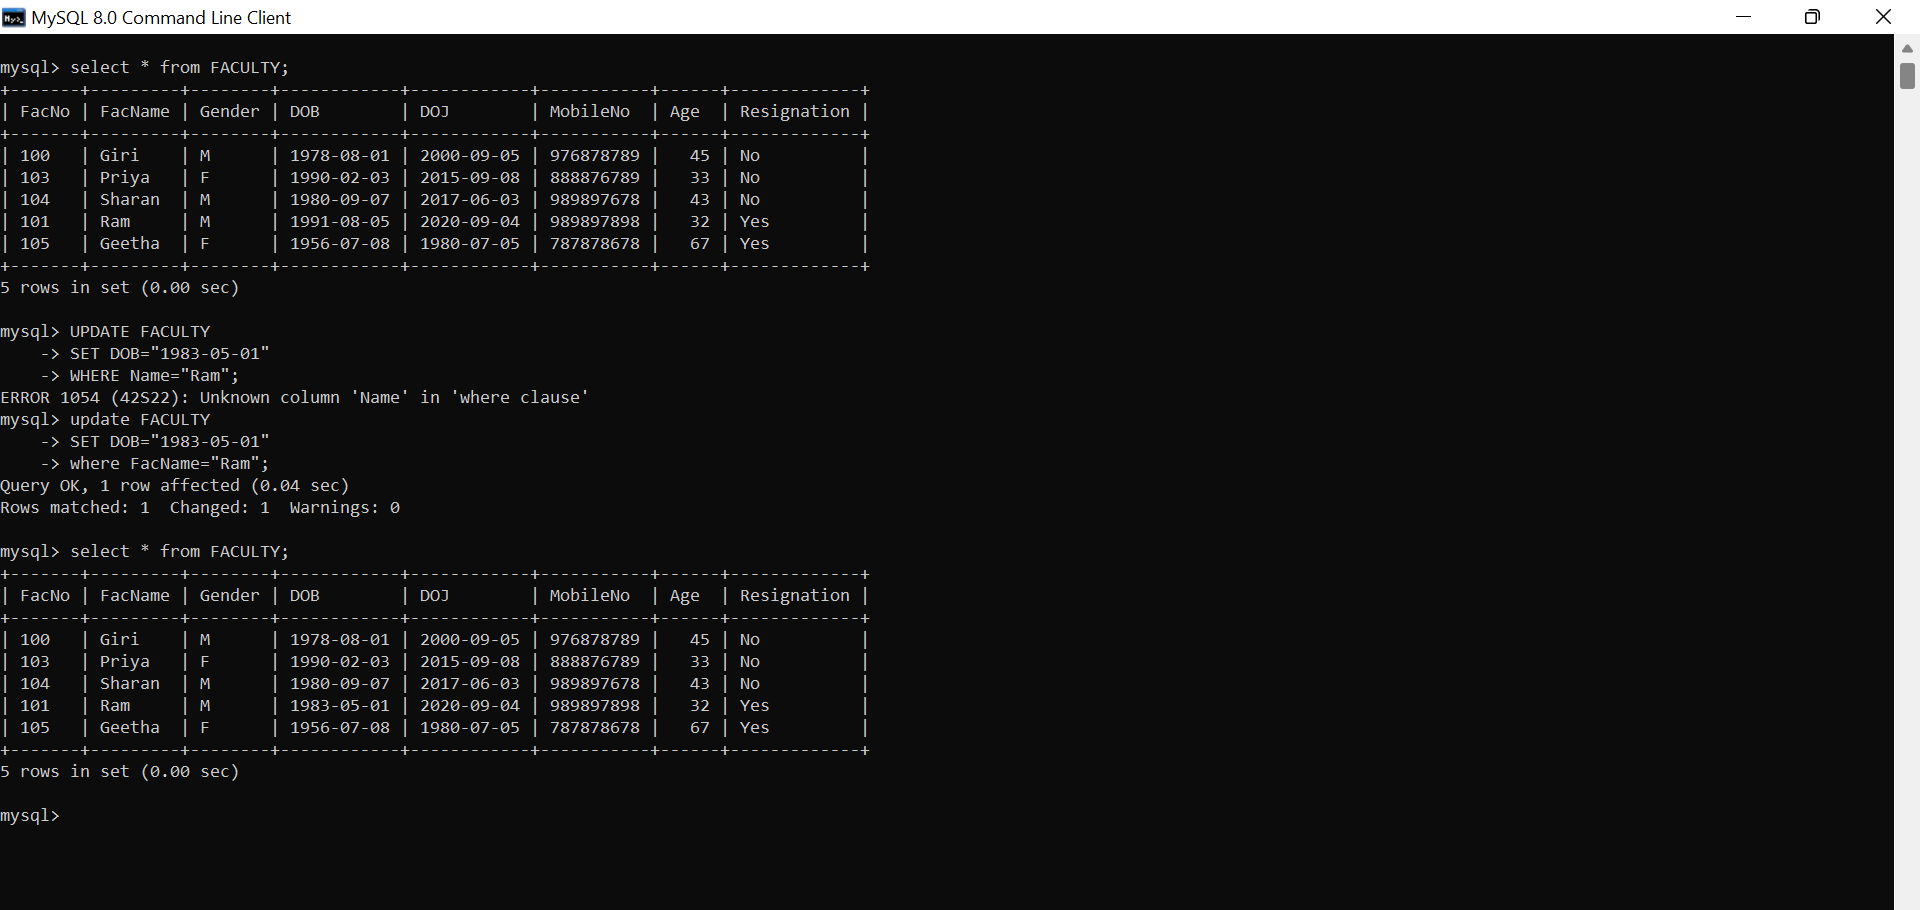 MySQL 8.0 Command Line Client
mysql> select * from FACULTY;
+-------+---------+--------+------------+------------+-----------+------+-------------+
| FacNo | FacName | Gender | DOB        | DOJ        | MobileNo  | Age  | Resignation |
+-------+---------+--------+------------+------------+-----------+------+-------------+
| 100   | Giri    | M      | 1978-08-01 | 2000-09-05 | 976878789 |   45 | No          |
| 103   | Priya   | F      | 1990-02-03 | 2015-09-08 | 888876789 |   33 | No          |
| 104   | Sharan  | M      | 1980-09-07 | 2017-06-03 | 989897678 |   43 | No          |
| 101   | Ram     | M      | 1991-08-05 | 2020-09-04 | 989897898 |   32 | Yes         |
| 105   | Geetha  | F      | 1956-07-08 | 1980-07-05 | 787878678 |   67 | Yes         |
+-------+---------+--------+------------+------------+-----------+------+-------------+
5 rows in set (0.00 sec)
mysql> UPDATE FACULTY
    -> SET DOB="1983-05-01"
    -> WHERE Name="Ram";
ERROR 1054 (42S22): Unknown column 'Name' in 'where clause'
mysql> update FACULTY
    -> SET DOB="1983-05-01"
    -> where FacName="Ram";
Query OK, 1 row affected (0.04 sec)
Rows matched: 1  Changed: 1  Warnings: 0
mysql> select * from FACULTY;
+-------+---------+--------+------------+------------+-----------+------+-------------+
| FacNo | FacName | Gender | DOB        | DOJ        | MobileNo  | Age  | Resignation |
+-------+---------+--------+------------+------------+-----------+------+-------------+
| 100   | Giri    | M      | 1978-08-01 | 2000-09-05 | 976878789 |   45 | No          |
| 103   | Priya   | F      | 1990-02-03 | 2015-09-08 | 888876789 |   33 | No          |
| 104   | Sharan  | M      | 1980-09-07 | 2017-06-03 | 989897678 |   43 | No          |
| 101   | Ram     | M      | 1983-05-01 | 2020-09-04 | 989897898 |   32 | Yes         |
| 105   | Geetha  | F      | 1956-07-08 | 1980-07-05 | 787878678 |   67 | Yes         |
+-------+---------+--------+------------+------------+-----------+------+-------------+
5 rows in set (0.00 sec)
mysql>